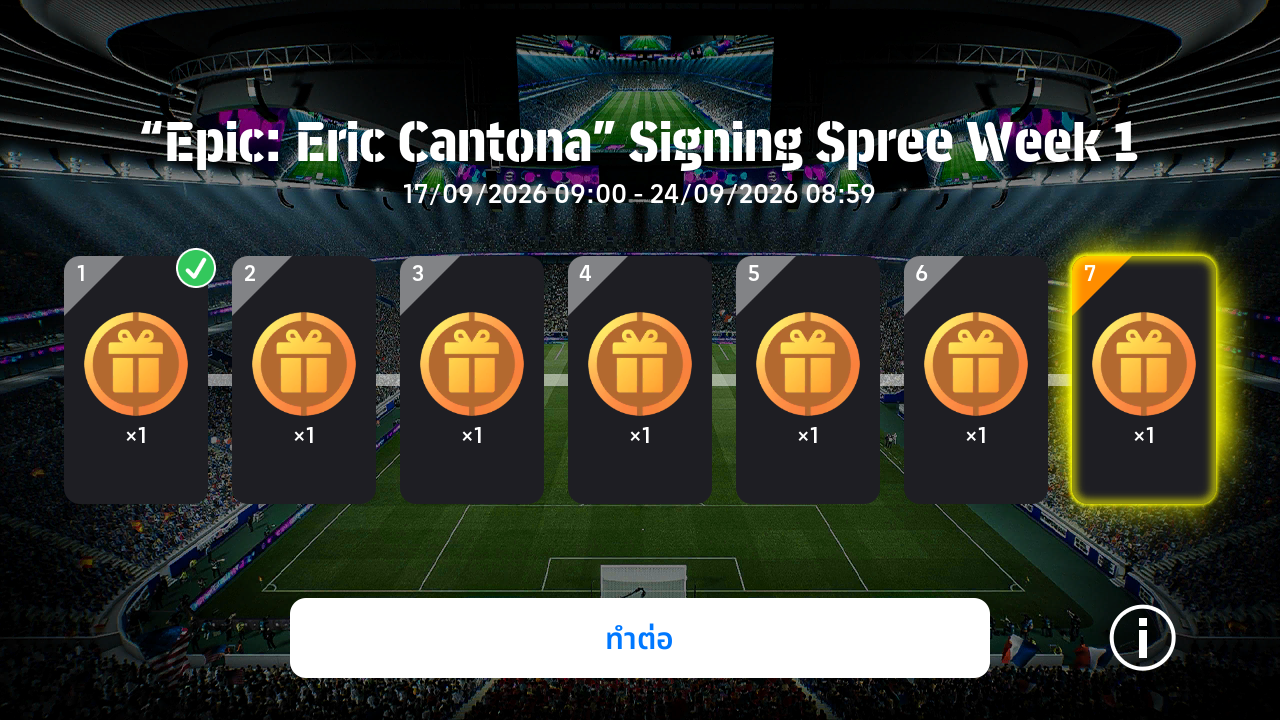 “Epic: Eric Cantona” Signing Spree Week 1
17/09/2026 09:00 - 24/09/2026 08:59
1 2 3 4 5 6 7
×1 ×1 ×1 ×1 ×1 ×1 ×1
ทำต่อ